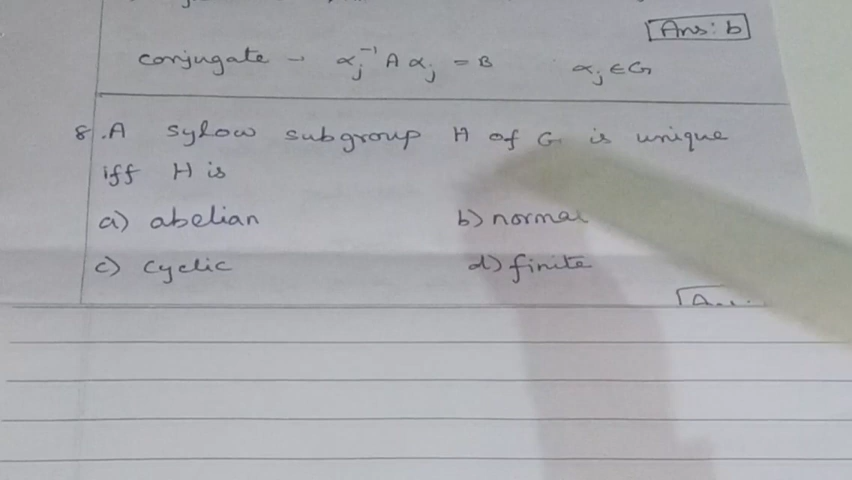 Ans: b
conjugate → αj⁻¹ A αj = B αj ∈ G
8. A sylow subgroup H of G is unique
iff H is
a) abelian b) normal
c) cyclic d) finite